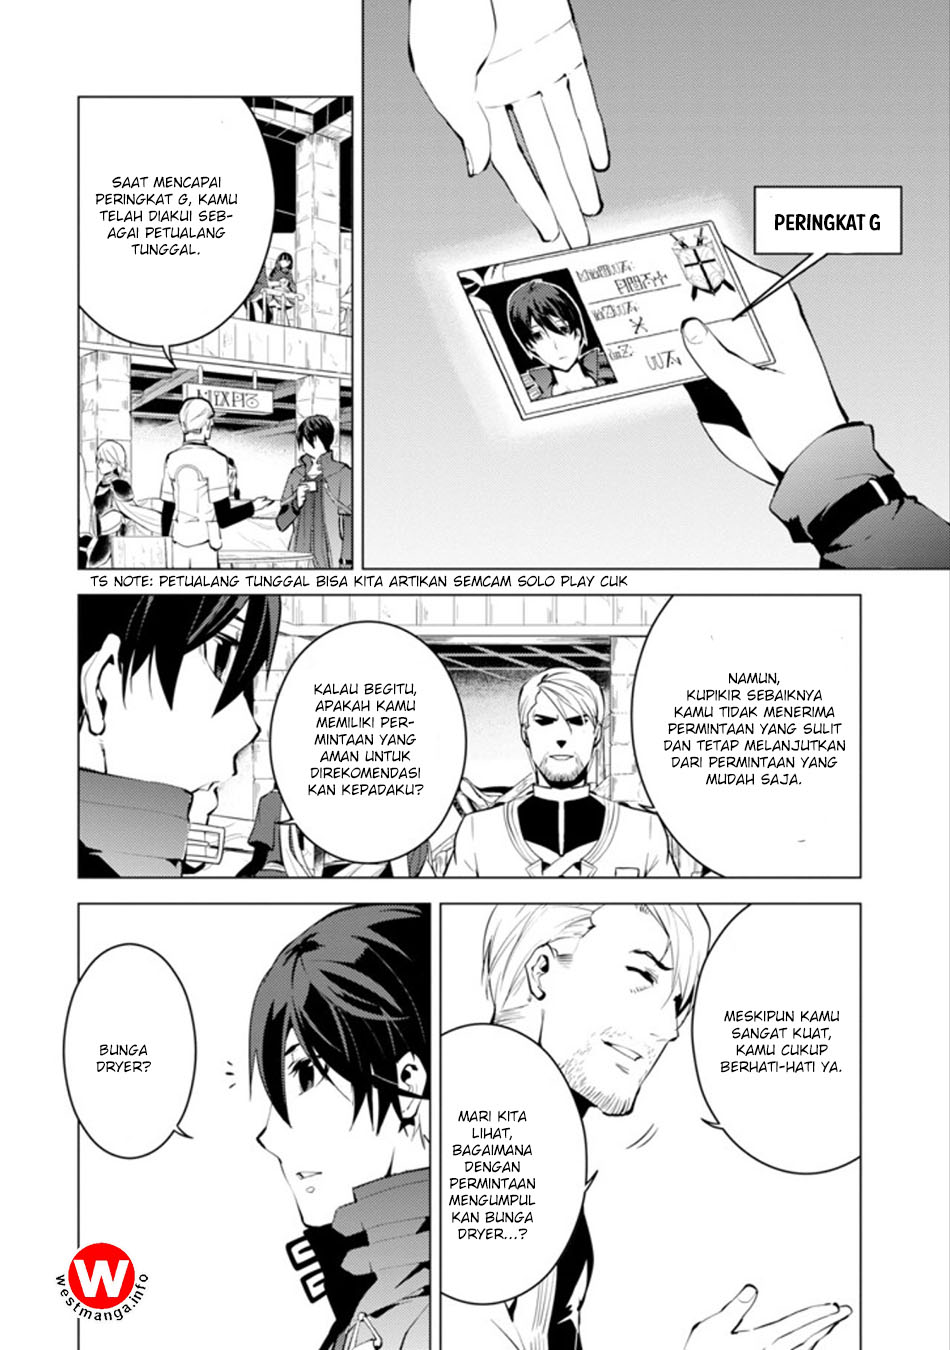 PERINGKAT G
SAAT MENCAPAI
PERINGKAT G, KAMU
TELAH DIAKUI SEB-
AGAI PETUALANG
TUNGGAL.
TS NOTE: PETUALANG TUNGGAL BISA KITA ARTIKAN SEMCAM SOLO PLAY CUK
NAMUN,
KUPIKIR SEBAIKNYA
KAMU TIDAK MENERIMA
PERMINTAAN YANG SULIT
DAN TETAP MELANJUTKAN
DARI PERMINTAAN YANG
MUDAH SAJA.
KALAU BEGITU,
APAKAH KAMU
MEMILIKI PER-
MINTAAN YANG
AMAN UNTUK
DIREKOMENDASI
KAN KEPADAKU?
MESKIPUN KAMU
SANGAT KUAT,
KAMU CUKUP
BERHATI-HATI YA.
MARI KITA
LIHAT,
BAGAIMANA
DENGAN
PERMINTAAN
MENGUMPUL
KAN BUNGA
DRYER...?
BUNGA
DRYER?
W
westmanga.info